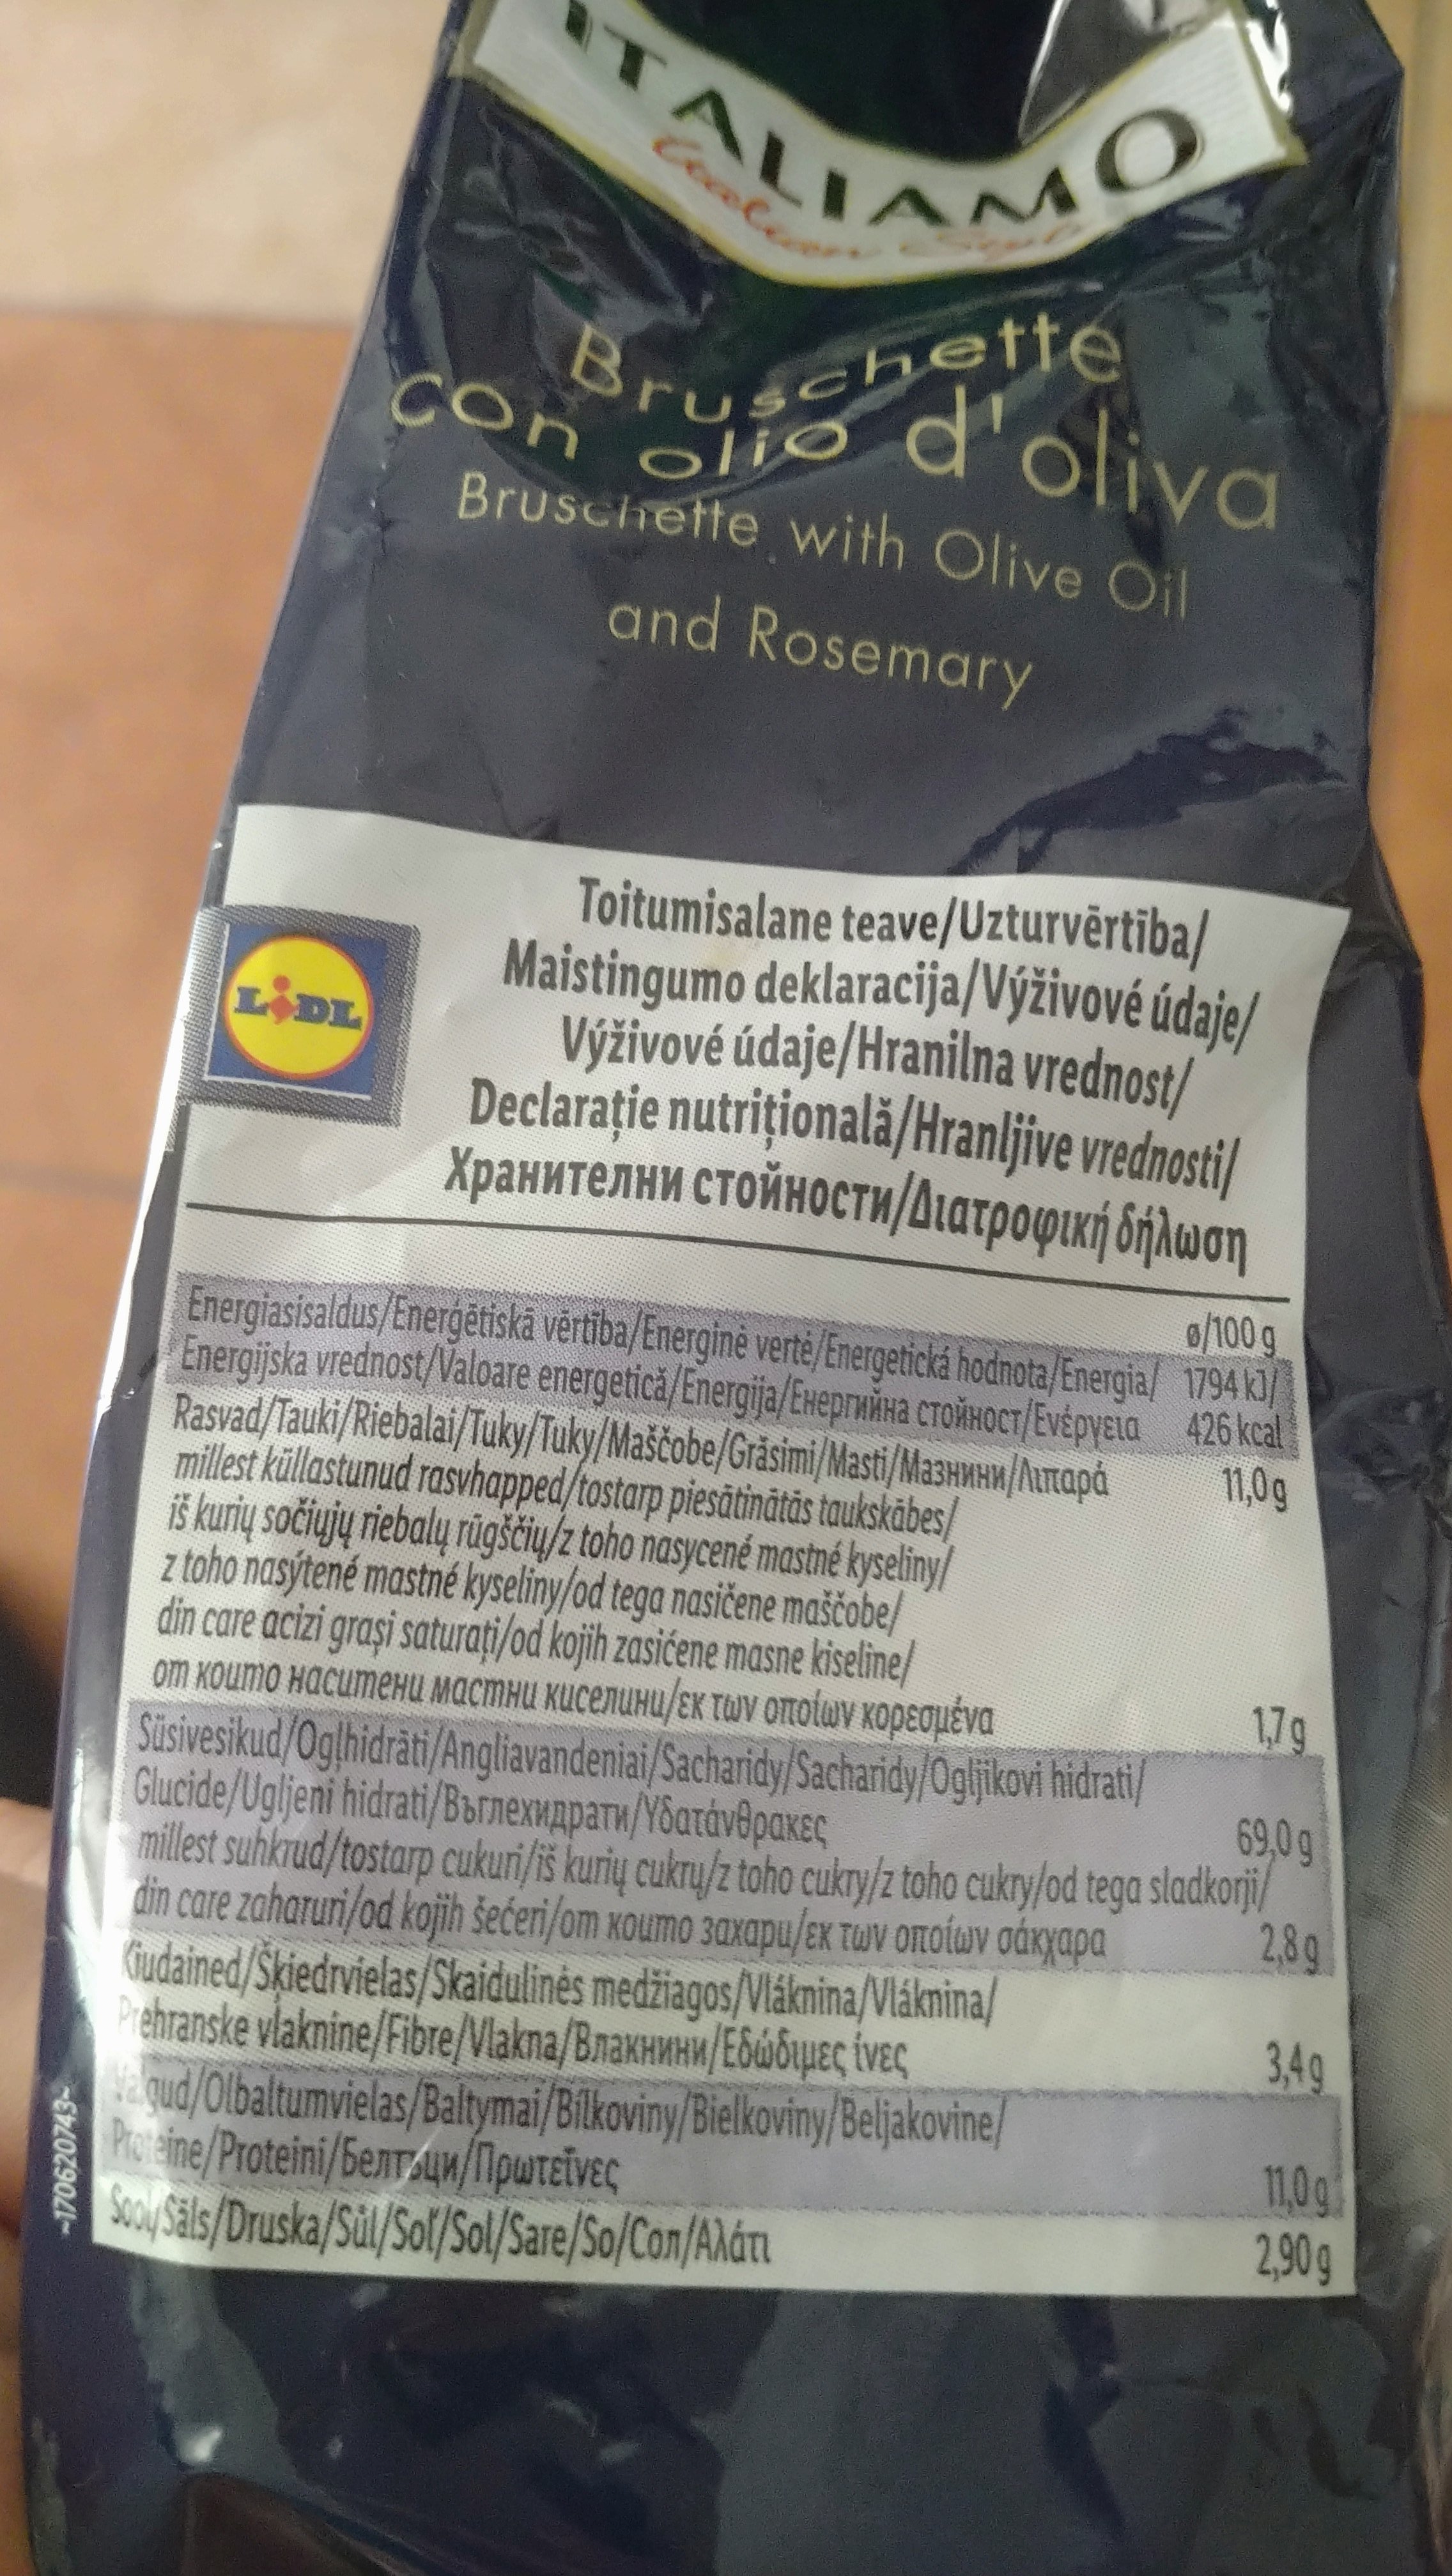 ITALIAMO
Italian Style
Bruschette
con olio d'oliva
Bruschette with Olive Oil
and Rosemary
LIDL
Toitumisalane teave/Uzturvērtība/
Maistingumo deklaracija/Výživové údaje/
Výživové údaje/Hranilna vrednost/
Declarație nutrițională/Hranljive vrednosti/
Хранителни стойности/Διατροφική δήλωση
ø/100 g
Energiasisaldus/Enerģētiskā vērtība/Energinė vertė/Energetická hodnota/Energia/ 1794 kJ/
Energijska vrednost/Valoare energetică/Energija/Енергийна стойност/Ενέργεια 426 kcal
Rasvad/Tauki/Riebalai/Tuky/Tuky/Maščobe/Grăsimi/Masti/Мазнини/Λιπαρά 11,0 g
millest küllastunud rasvhapped/tostarp piesātinātās taukskābes/
iš kurių sočiųjų riebalų rūgščių/z toho nasycené mastné kyseliny/
z toho nasýtené mastné kyseliny/od tega nasičene maščobe/
din care acizi grași saturați/od kojih zasićene masne kiseline/
от които наситени мастни киселини/εκ των οποίων κορεσμένα 1,7 g
Süsivesikud/Ogļhidrāti/Angliavandeniai/Sacharidy/Sacharidy/Ogljikovi hidrati/
Glucide/Ugljeni hidrati/Въглехидрати/Υδατάνθρακες 69,0 g
millest suhkrud/tostarp cukuri/iš kurių cukrų/z toho cukry/z toho cukry/od tega sladkorji/
din care zaharuri/od kojih šećeri/от които захари/εκ των οποίων σάκχαρα 2,8 g
Kiudained/Šķiedrvielas/Skaidulinės medžiagos/Vláknina/Vláknina/
Prehranske vlaknine/Fibre/Vlakna/Влакнини/Εδώδιμες ίνες 3,4 g
Valgud/Olbaltumvielas/Baltymai/Bílkoviny/Bielkoviny/Beljakovine/
Proteine/Proteini/Белтъци/Πρωτεΐνες 11,0 g
Sool/Sāls/Druska/Sůl/Soľ/Sol/Sare/So/Сол/Αλάτι 2,90 g
~170620743~